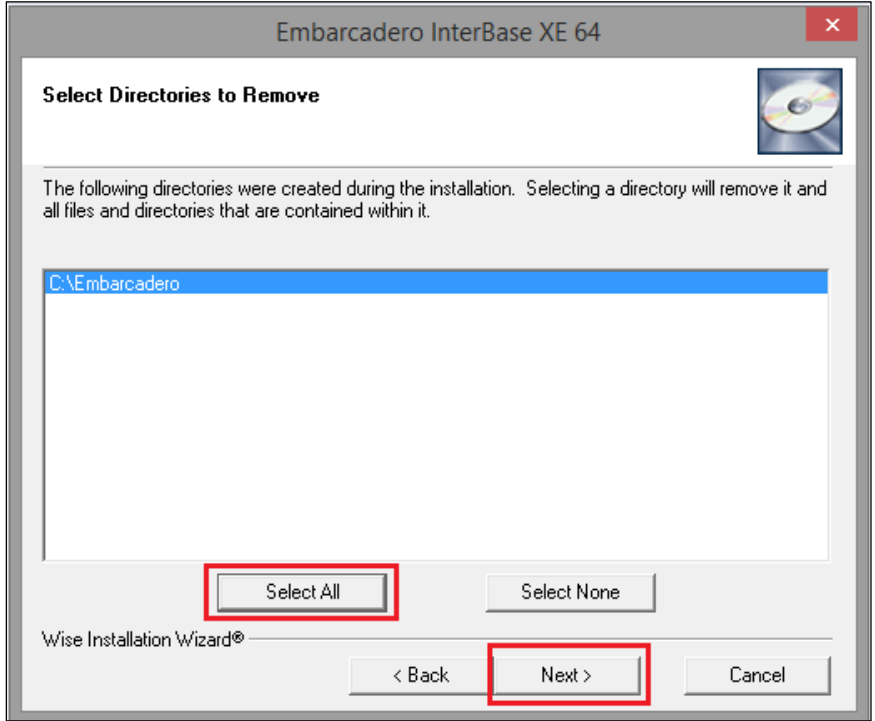 Embarcadero InterBase XE 64
Select Directories to Remove
The following directories were created during the installation.  Selecting a directory will remove it and
all files and directories that are contained within it.
C:\Embarcadero
Select All
Select None
Wise Installation Wizard®
< Back
Next >
Cancel